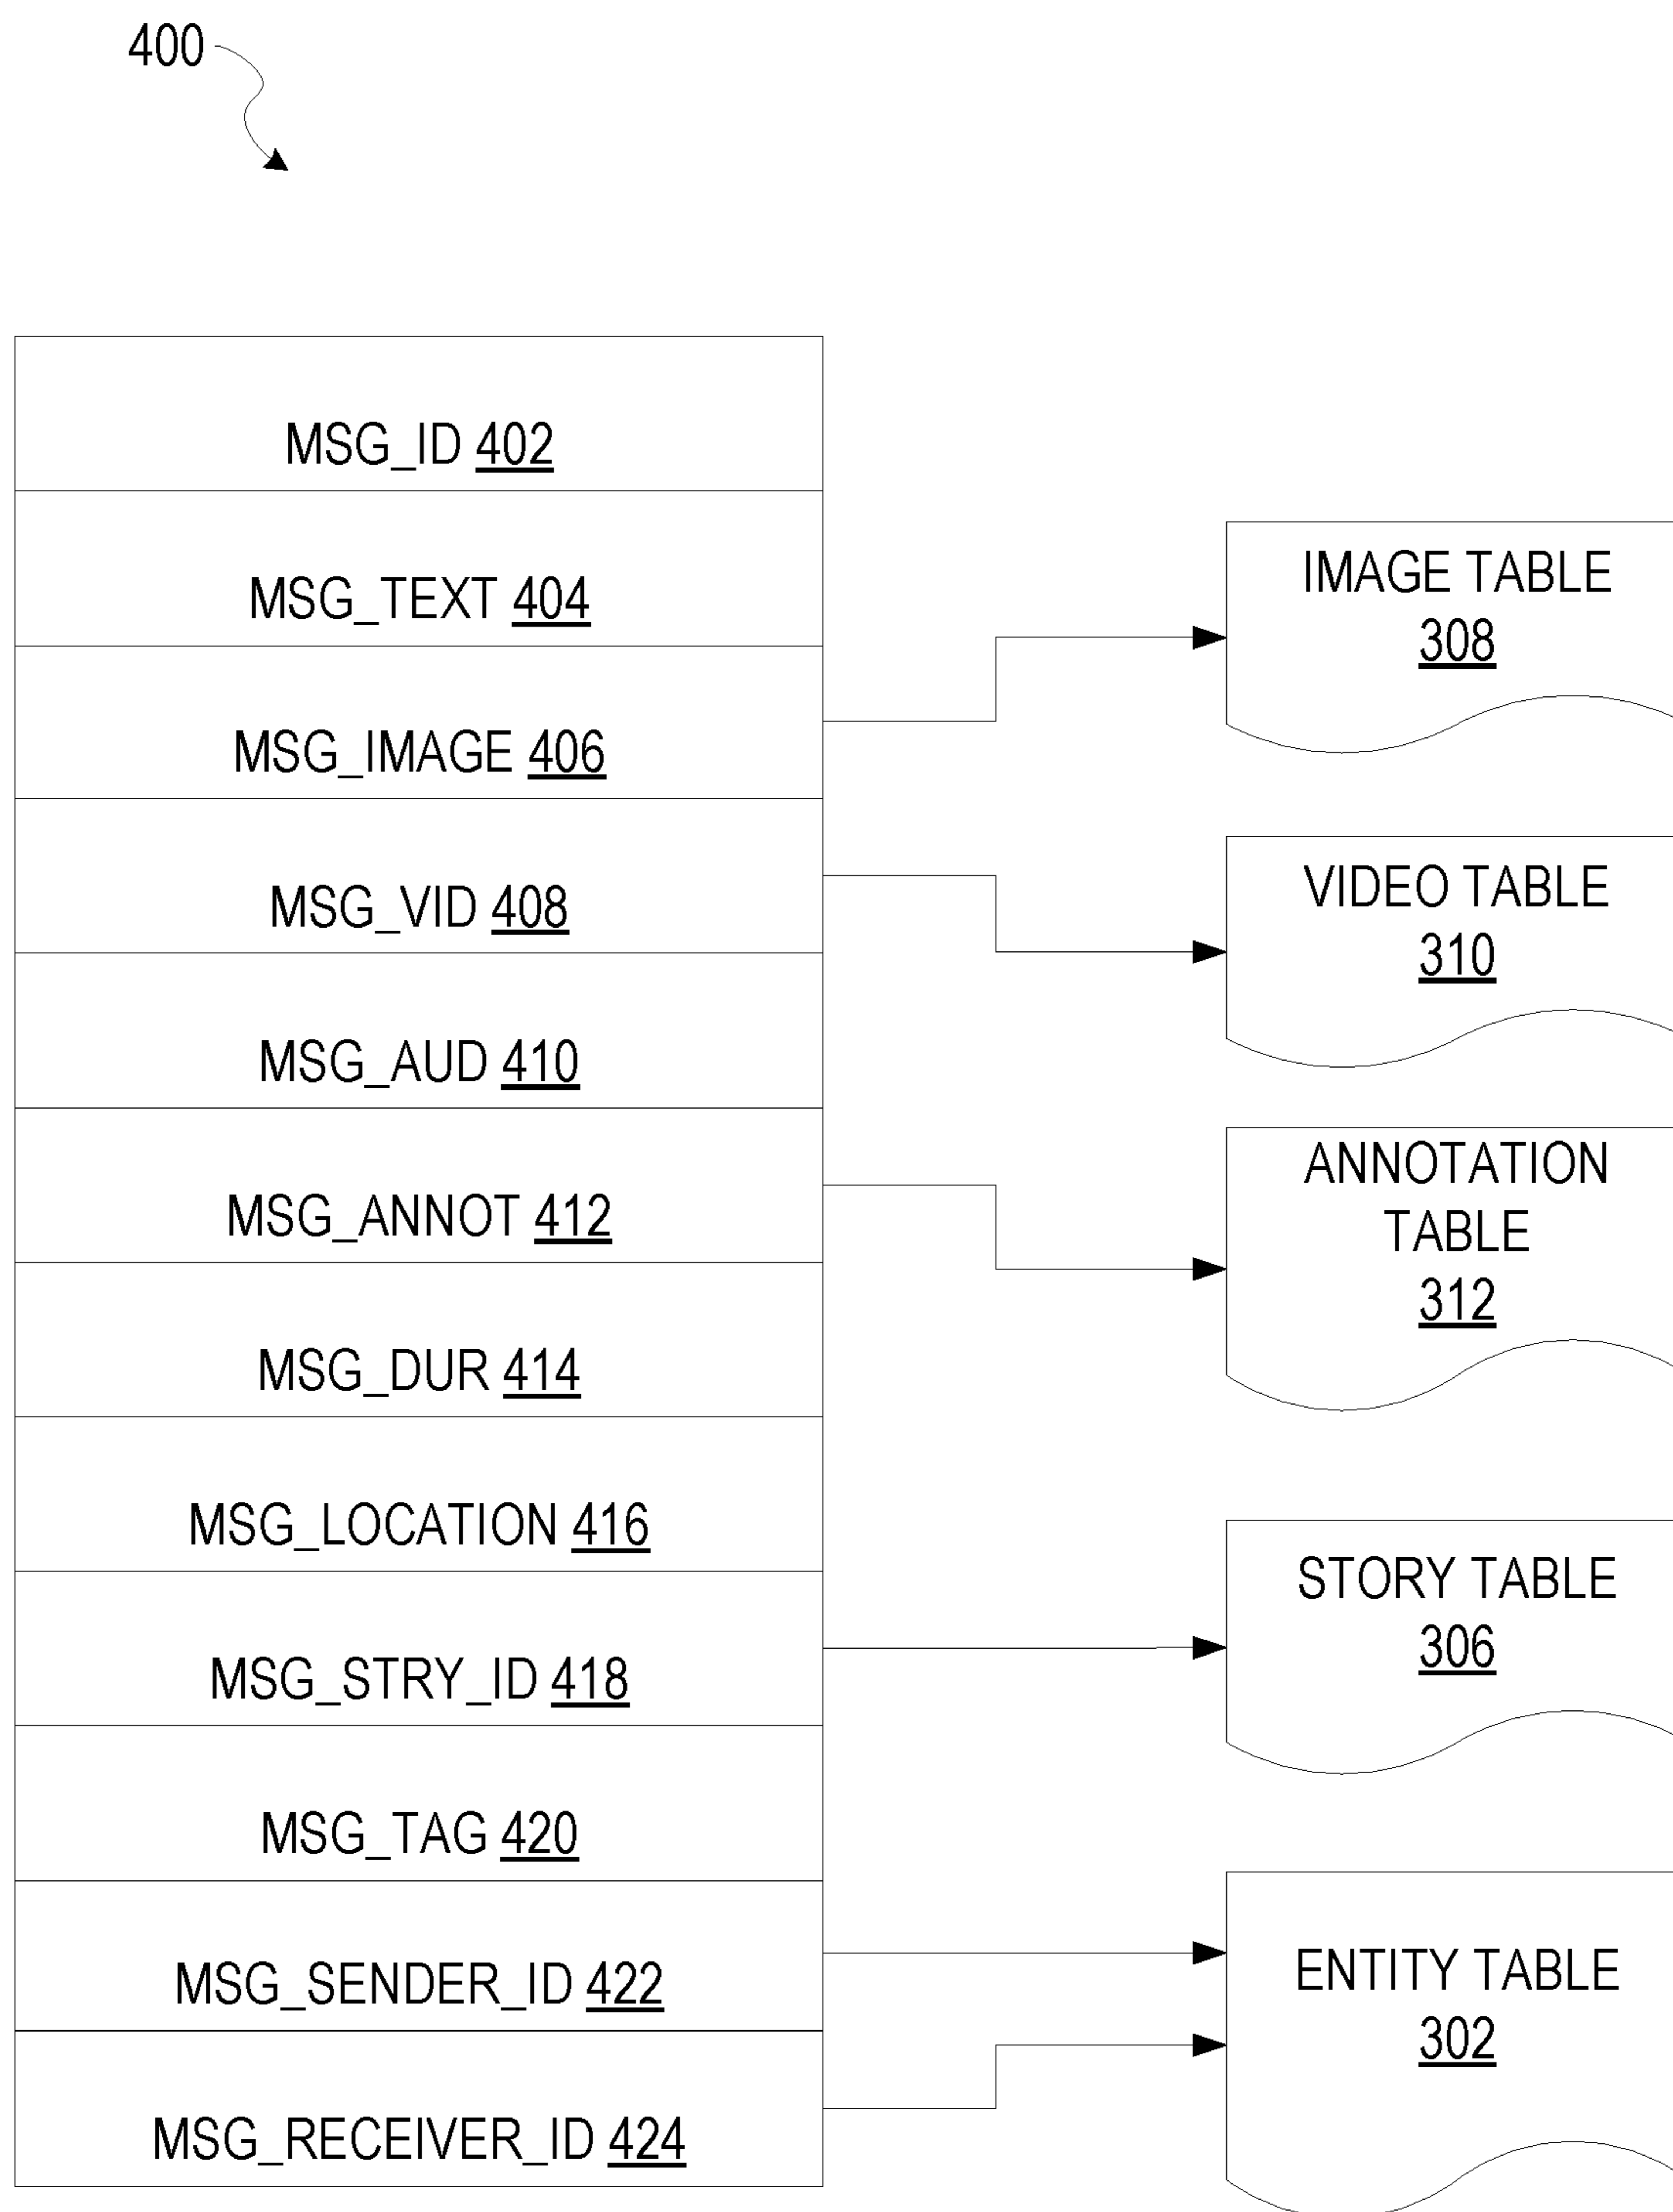 400
MSG_ID 402
MSG_TEXT 404
MSG_IMAGE 406
MSG_VID 408
MSG_AUD 410
MSG_ANNOT 412
MSG_DUR 414
MSG_LOCATION 416
MSG_STRY_ID 418
MSG_TAG 420
MSG_SENDER_ID 422
MSG_RECEIVER_ID 424
IMAGE TABLE
308
VIDEO TABLE
310
ANNOTATION
TABLE
312
STORY TABLE
306
ENTITY TABLE
302